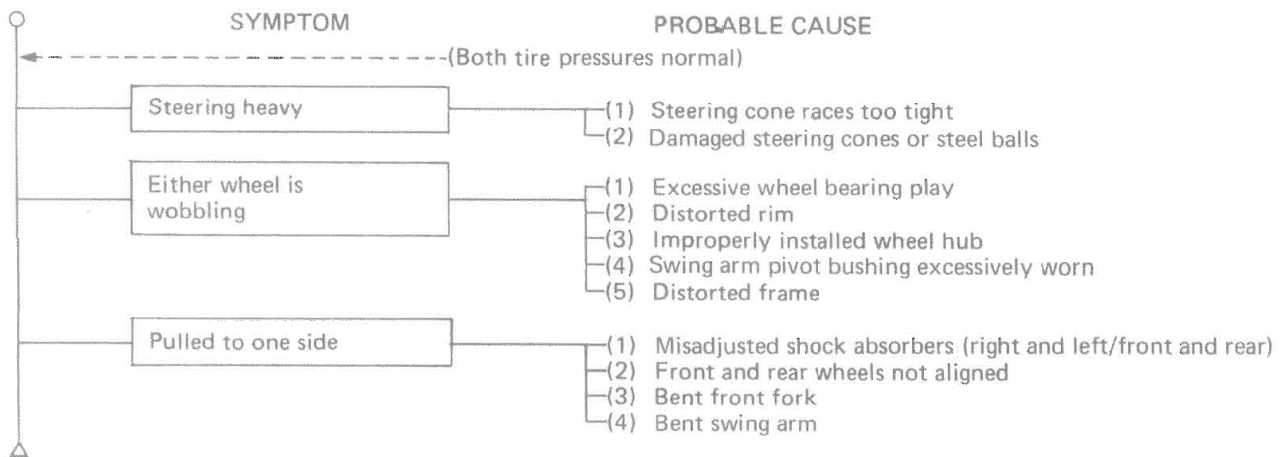 SYMPTOM PROBABLE CAUSE
(Both tire pressures normal)
Steering heavy
(1) Steering cone races too tight
(2) Damaged steering cones or steel balls
Either wheel is
wobbling
(1) Excessive wheel bearing play
(2) Distorted rim
(3) Improperly installed wheel hub
(4) Swing arm pivot bushing excessively worn
(5) Distorted frame
Pulled to one side
(1) Misadjusted shock absorbers (right and left/front and rear)
(2) Front and rear wheels not aligned
(3) Bent front fork
(4) Bent swing arm